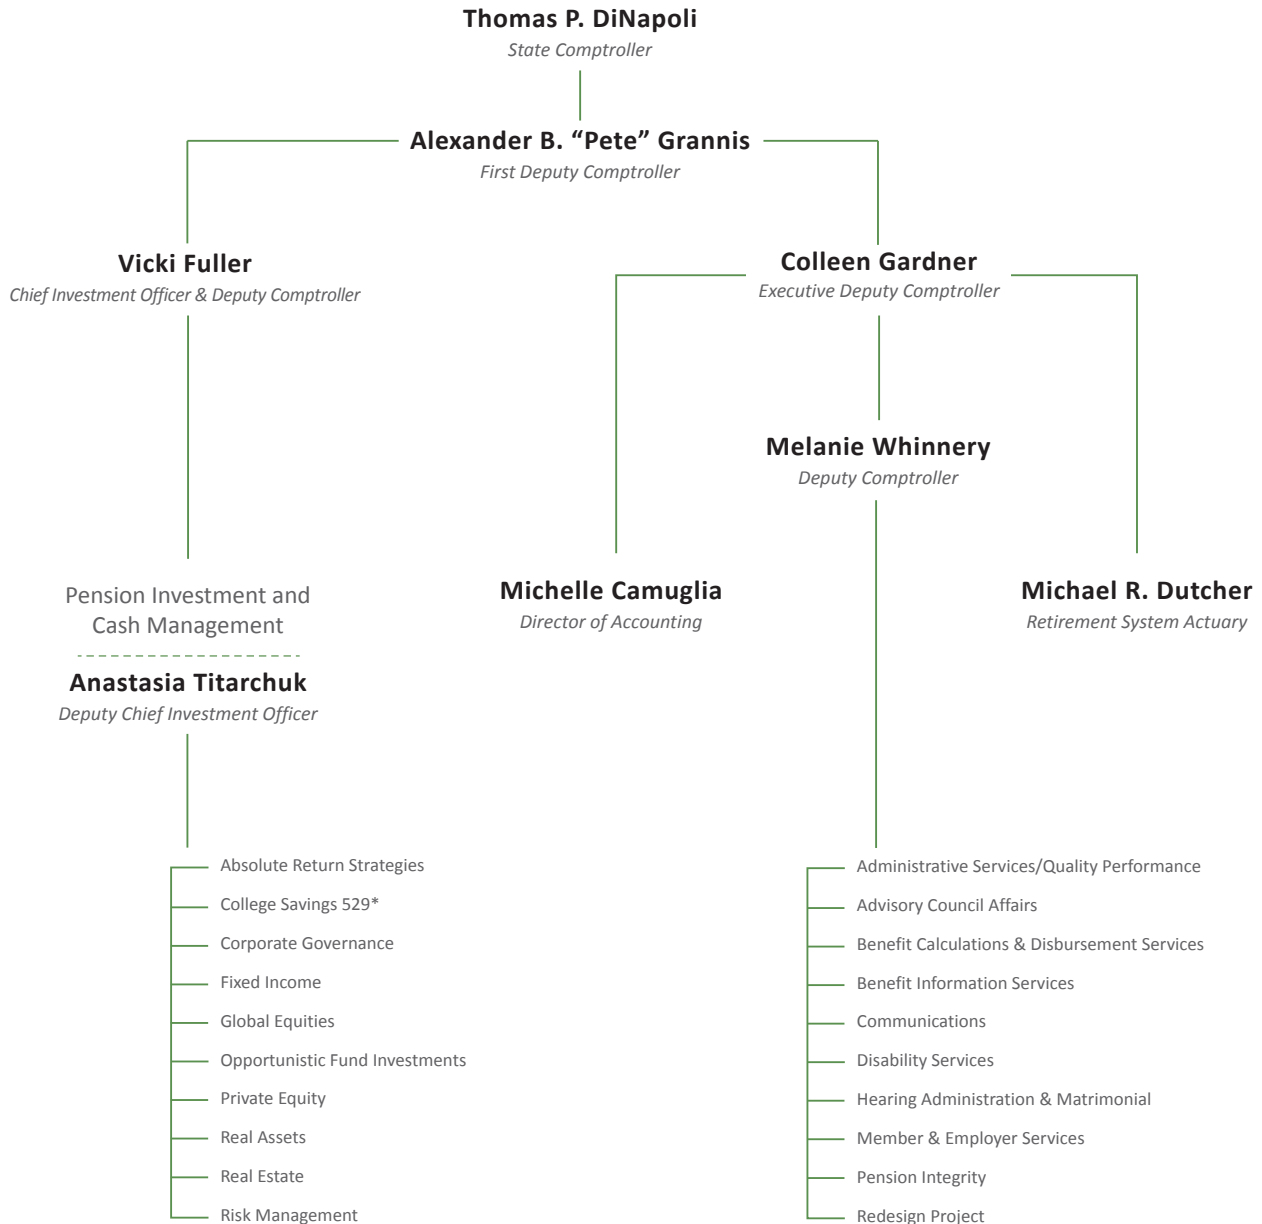 Thomas P. DiNapoli
State Comptroller
Alexander B. “Pete” Grannis
First Deputy Comptroller
Vicki Fuller
Chief Investment Officer & Deputy Comptroller
Colleen Gardner
Executive Deputy Comptroller
Melanie Whinnery
Deputy Comptroller
Pension Investment and
Cash Management
Anastasia Titarchuk
Deputy Chief Investment Officer
Michelle Camuglia
Director of Accounting
Michael R. Dutcher
Retirement System Actuary
Absolute Return Strategies
College Savings 529*
Corporate Governance
Fixed Income
Global Equities
Opportunistic Fund Investments
Private Equity
Real Assets
Real Estate
Risk Management
Administrative Services/Quality Performance
Advisory Council Affairs
Benefit Calculations & Disbursement Services
Benefit Information Services
Communications
Disability Services
Hearing Administration & Matrimonial
Member & Employer Services
Pension Integrity
Redesign Project